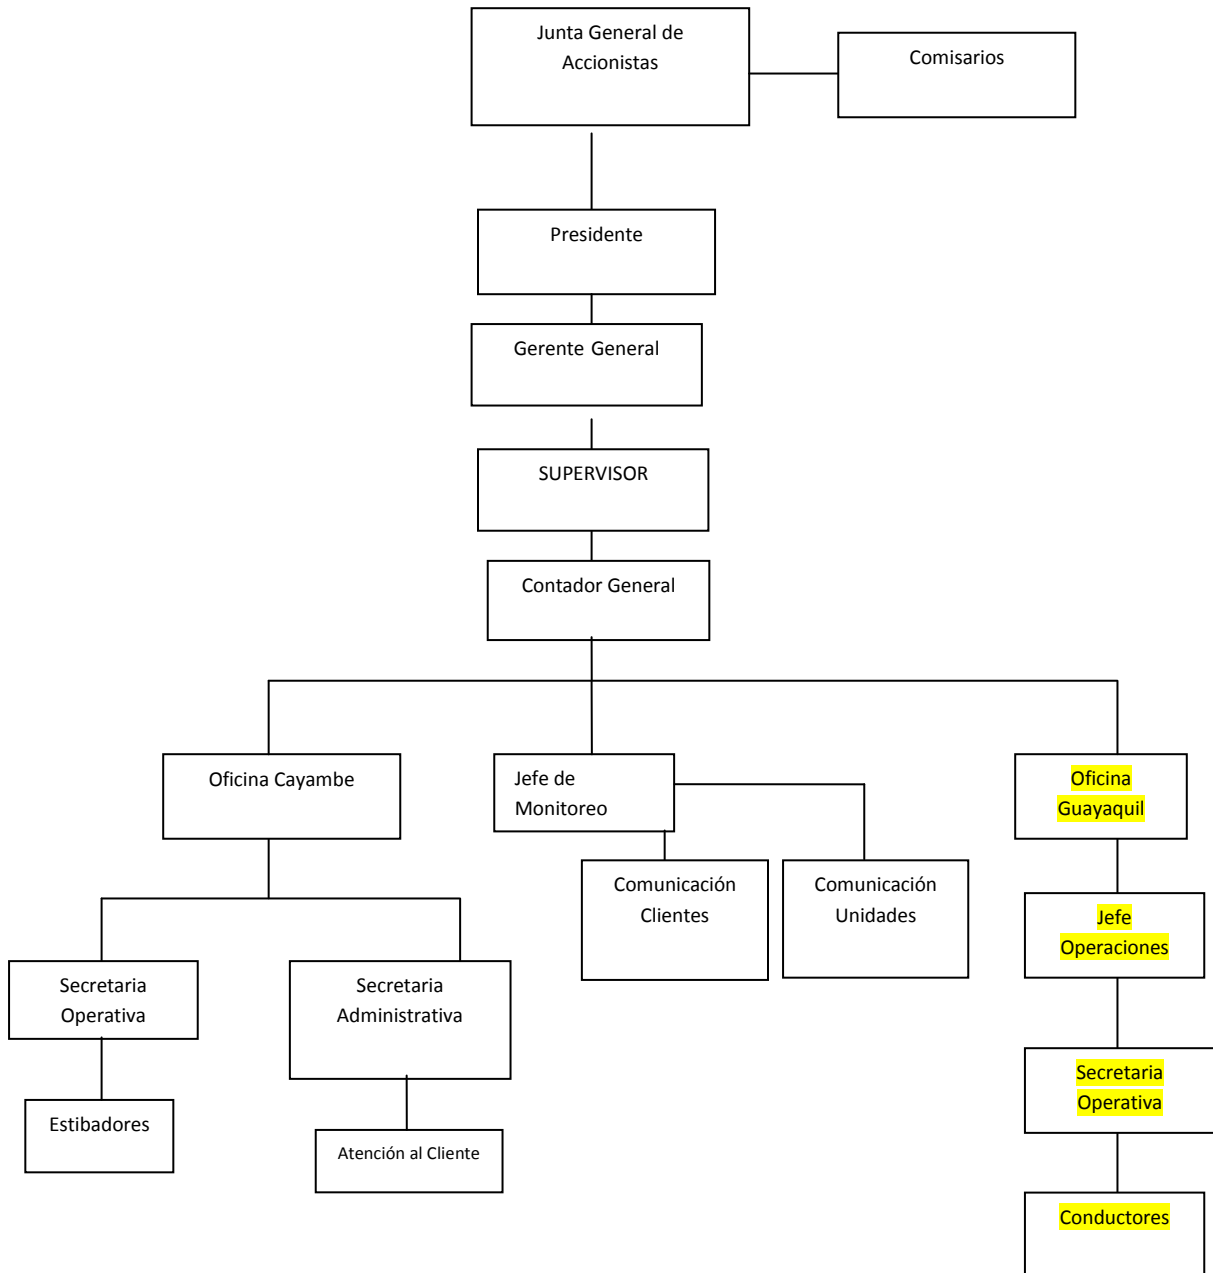 Junta General de
Accionistas
Comisarios
Presidente
Gerente General
SUPERVISOR
Contador General
Oficina Cayambe
Jefe de
Monitoreo
Oficina
Guayaquil
Comunicación
Clientes
Comunicación
Unidades
Jefe
Operaciones
Secretaria
Operativa
Secretaria
Administrativa
Secretaria
Operativa
Estibadores
Atención al Cliente
Conductores